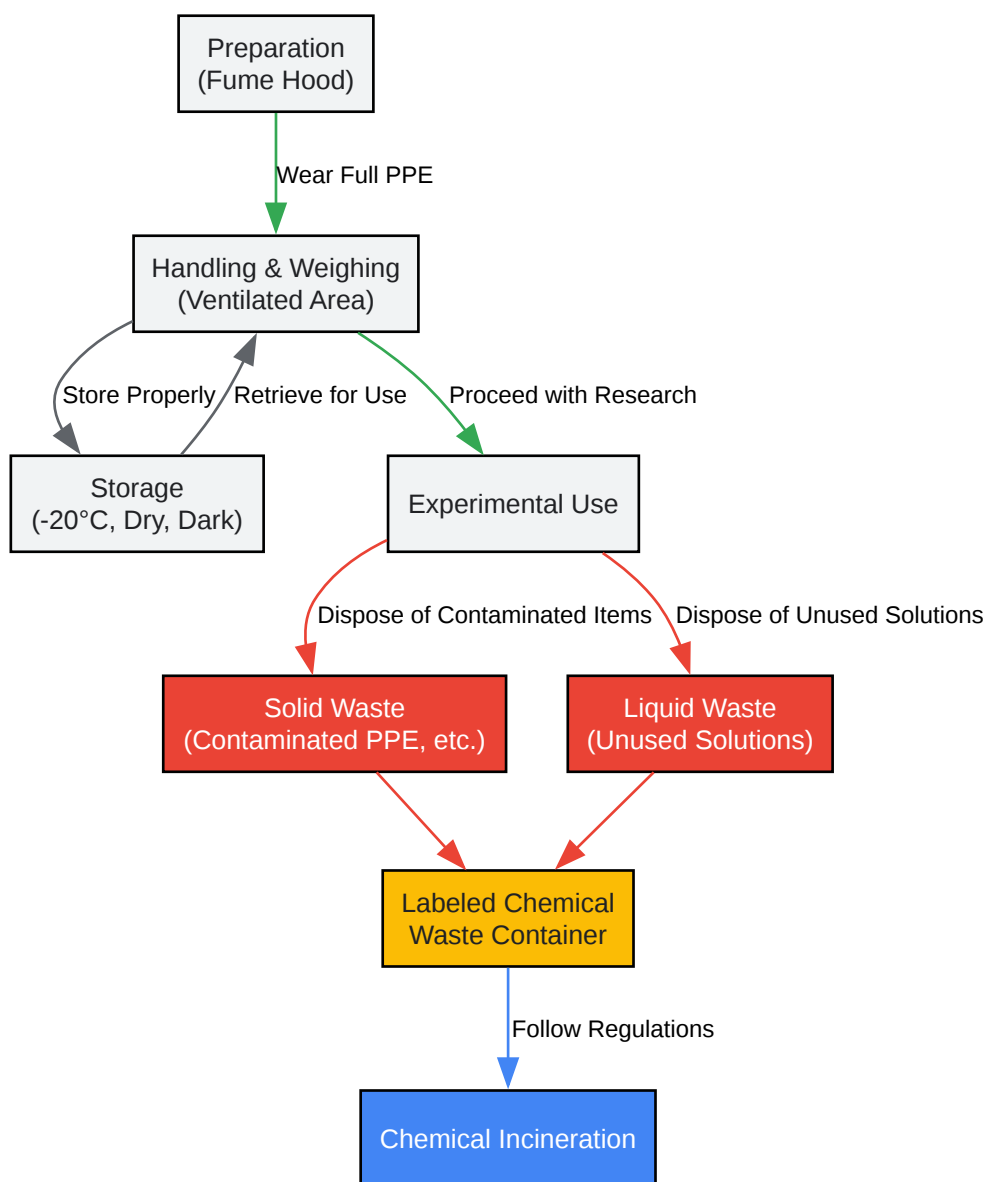 Preparation
(Fume Hood)
Wear Full PPE
Handling & Weighing
(Ventilated Area)
Store Properly
Retrieve for Use
Proceed with Research
Storage
(-20°C, Dry, Dark)
Experimental Use
Dispose of Contaminated Items
Dispose of Unused Solutions
Solid Waste
(Contaminated PPE, etc.)
Liquid Waste
(Unused Solutions)
Labeled Chemical
Waste Container
Follow Regulations
Chemical Incineration